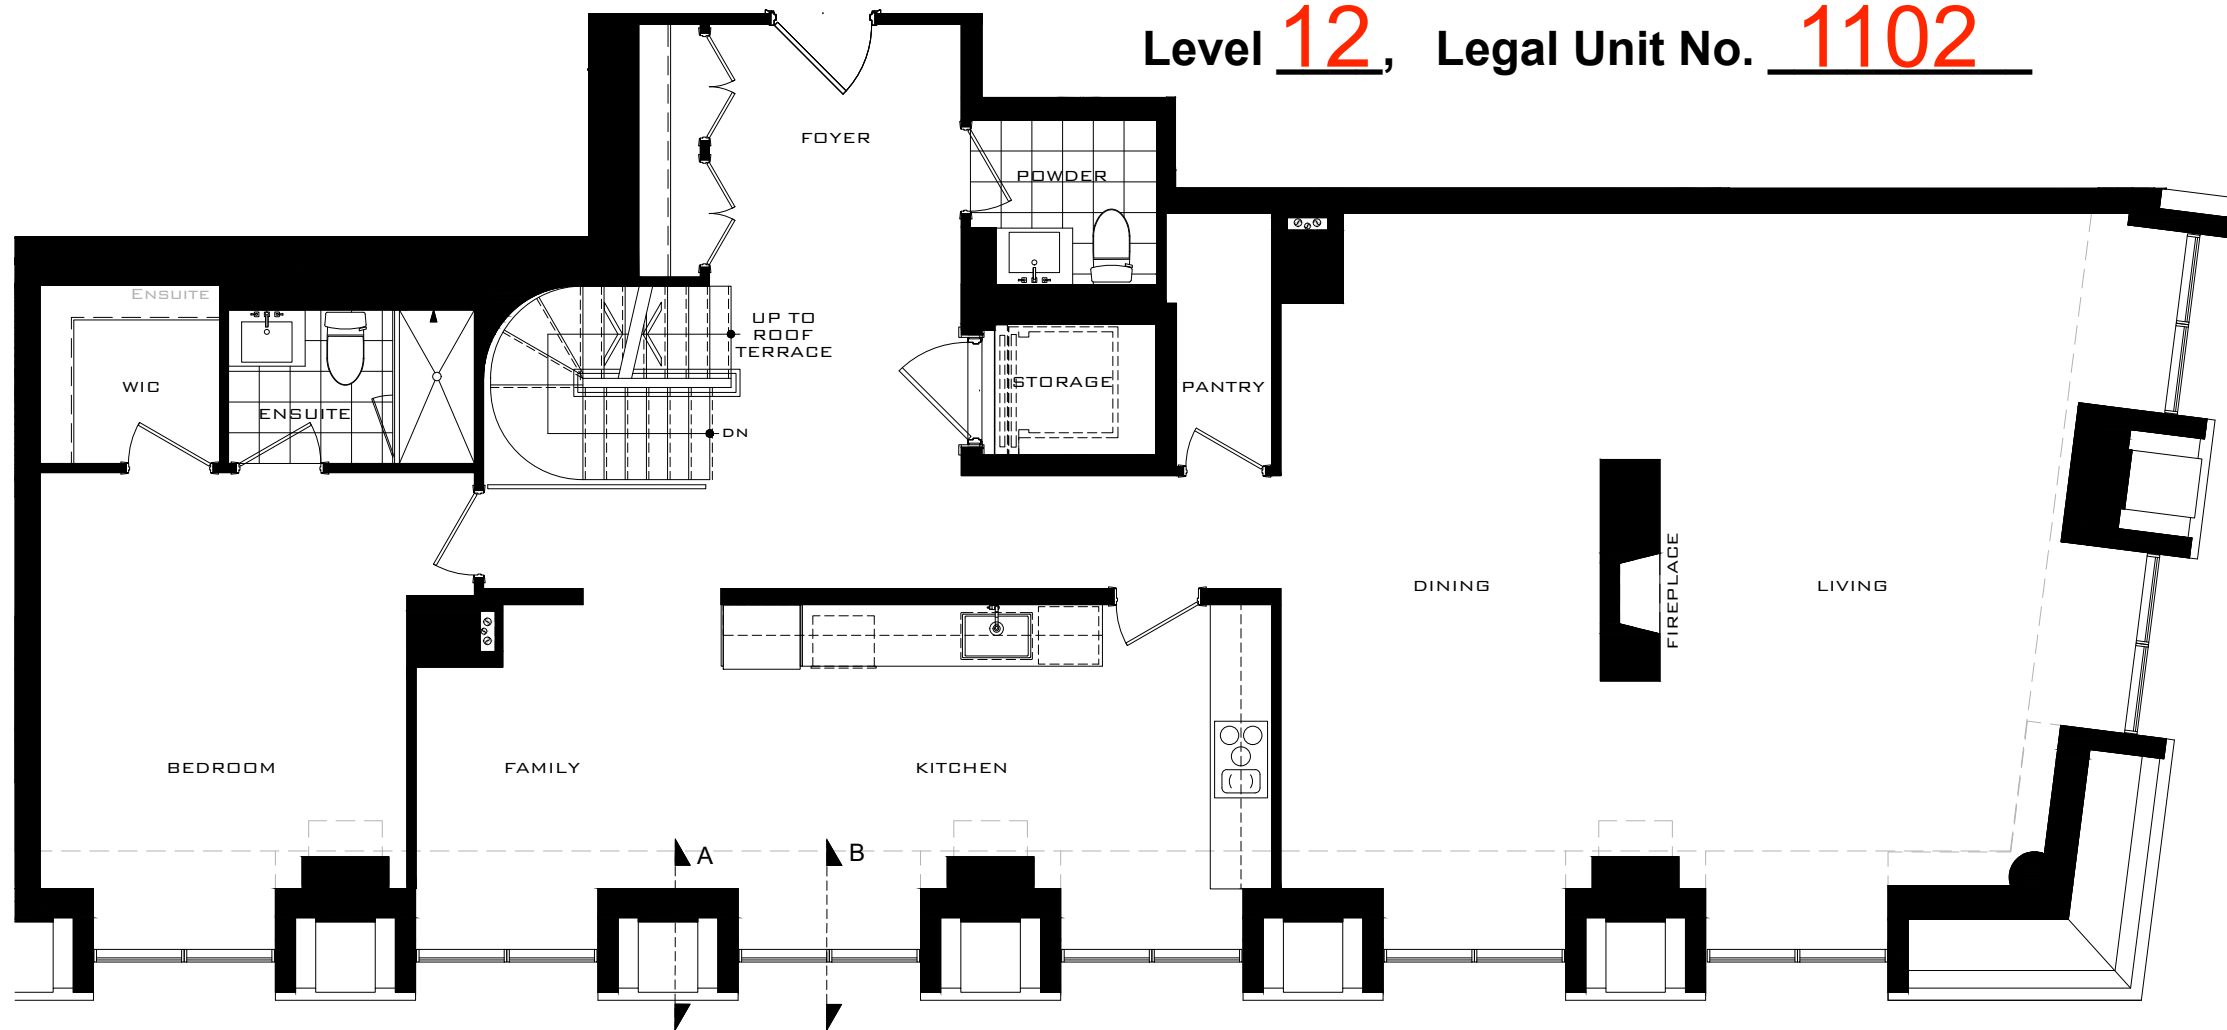 Level 12, Legal Unit No. 1102
FOYER
POWDER
Ensuite
UP TO
ROOF
TERRACE
WIC
ENSUITE
STORAGE
PANTRY
DN
DINING
FIREPLACE
LIVING
BEDROOM
FAMILY
KITCHEN
A
B